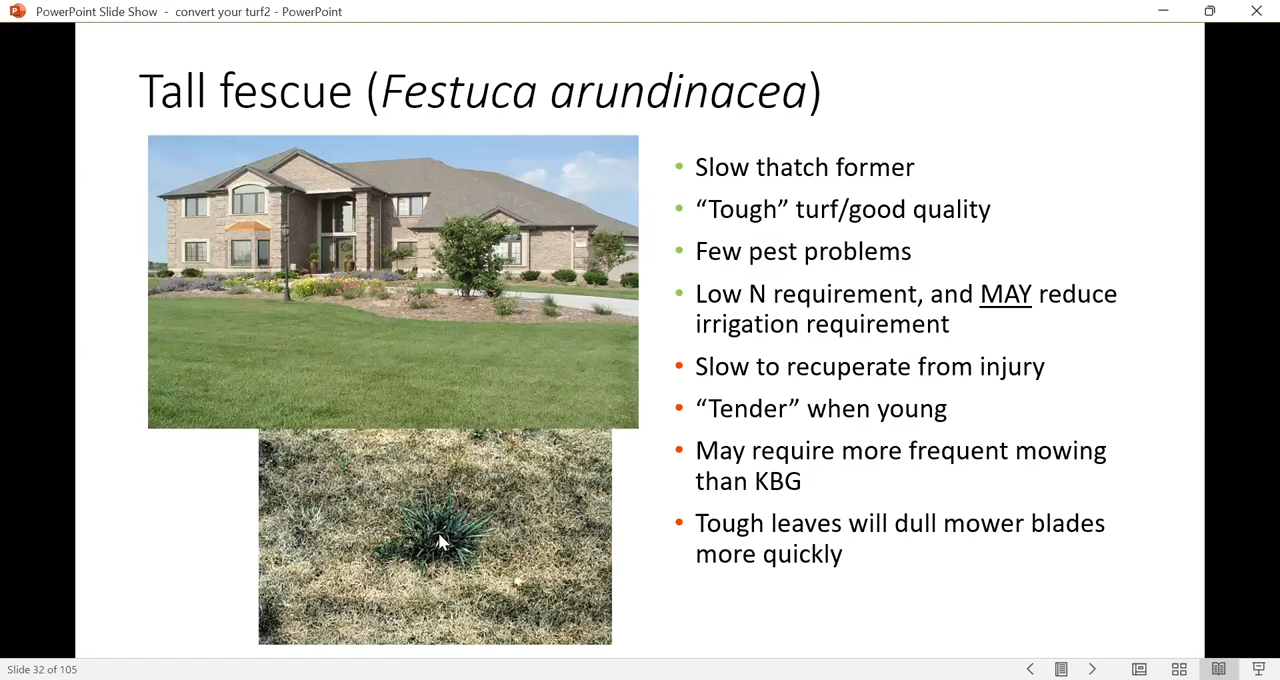 PowerPoint Slide Show - convert your turf2 - PowerPoint
Tall fescue (Festuca arundinacea)
• Slow thatch former
• “Tough” turf/good quality
• Few pest problems
• Low N requirement, and MAY reduce
irrigation requirement
• Slow to recuperate from injury
• “Tender” when young
• May require more frequent mowing
than KBG
• Tough leaves will dull mower blades
more quickly
Slide 32 of 105